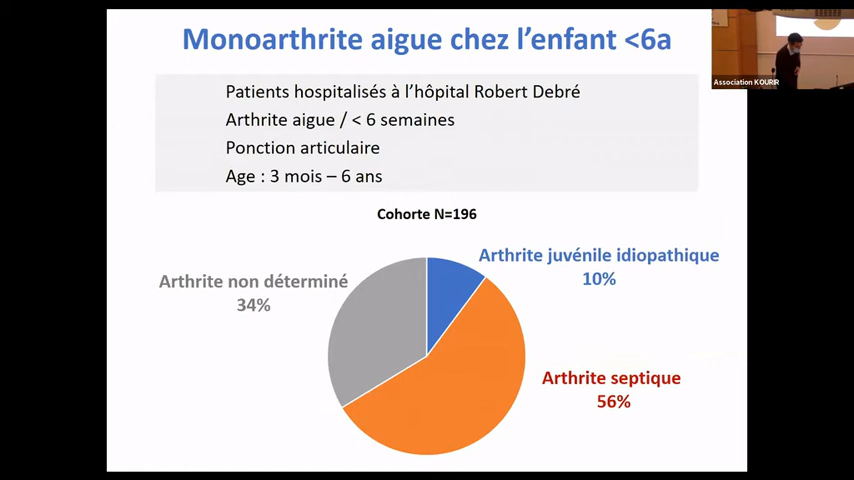 Monoarthrite aigue chez l’enfant <6a
Association KOURIR
Patients hospitalisés à l’hôpital Robert Debré
Arthrite aigue / < 6 semaines
Ponction articulaire
Age : 3 mois – 6 ans
Cohorte N=196
Arthrite juvénile idiopathique
10%
Arthrite non déterminé
34%
Arthrite septique
56%